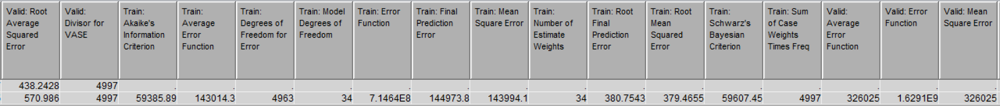 Valid: Root Average Squared Error	Valid: Divisor for VASE	Train: Akaike's Information Criterion	Train: Average Error Function	Train: Degrees of Freedom for Error	Train: Model Degrees of Freedom	Train: Error Function	Train: Final Prediction Error	Train: Mean Square Error	Train: Number of Estimate Weights	Train: Root Final Prediction Error	Train: Root Mean Squared Error	Train: Schwarz's Bayesian Criterion	Train: Sum of Case Weights Times Freq	Valid: Average Error Function	Valid: Error Function	Valid: Mean Square Error
438.2428	4997	.	.	.	.	.	.	.	.	.	.	.	.	.	.	.
570.986	4997	59385.89	143014.3	4963	34	7.1464E8	144973.8	143994.1	34	380.7543	379.4655	59607.45	4997	326025	1.6291E9	326025